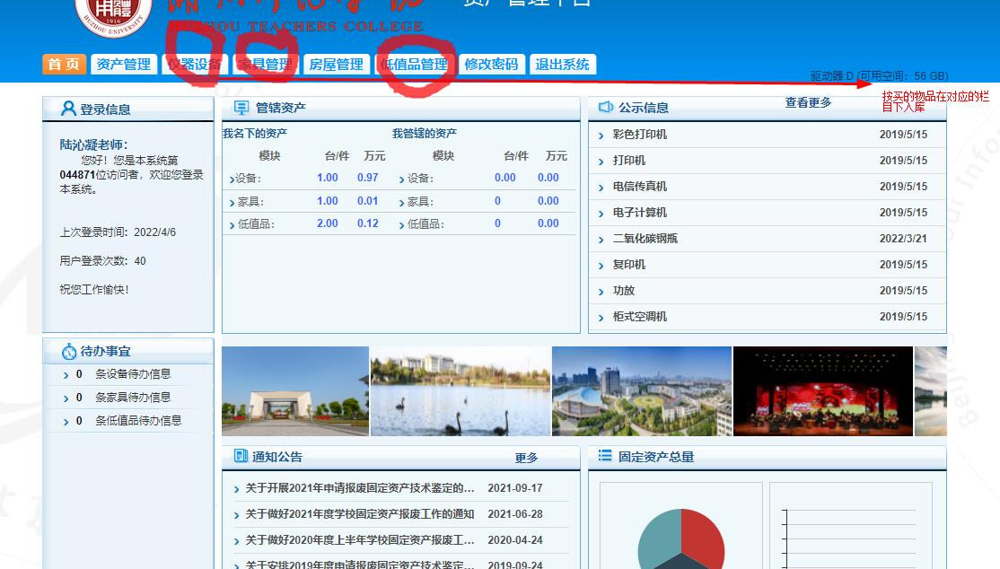 资产管理平台
HUZHOU TEACHERS COLLEGE
1916
HUZHOU UNIVERSITY
首 页
资产管理
仪器设备
家具管理
房屋管理
低值品管理
修改密码
退出系统
驱动器D (可用空间：56 GB)
按买的物品在对应的栏
目下入库
登录信息
陆沁凝老师：
您好！您是本系统第
044871位访问者，欢迎您登录
本系统。
上次登录时间：2022/4/6
用户登录次数：40
祝您工作愉快！
管辖资产
我名下的资产
我管辖的资产
模块 台/件 万元 模块 台/件 万元
设备： 1.00 0.97 设备： 0.00 0.00
家具： 1.00 0.01 家具： 0 0.00
低值品： 2.00 0.12 低值品： 0 0.00
公示信息
查看更多
彩色打印机 2019/5/15
打印机 2019/5/15
电信传真机 2019/5/15
电子计算机 2019/5/15
二氧化碳钢瓶 2022/3/21
复印机 2019/5/15
功放 2019/5/15
柜式空调机 2019/5/15
待办事宜
0 条设备待办信息
0 条家具待办信息
0 条低值品待办信息
通知公告
更多
关于开展2021年申请报废固定资产技术鉴定的... 2021-09-17
关于做好2021年度学校固定资产报废工作的通知 2021-06-28
关于做好2020年度上半年学校固定资产报废工... 2020-04-24
关于安排2019年度申请报废固定资产技术鉴定... 2019-09-24
固定资产总量